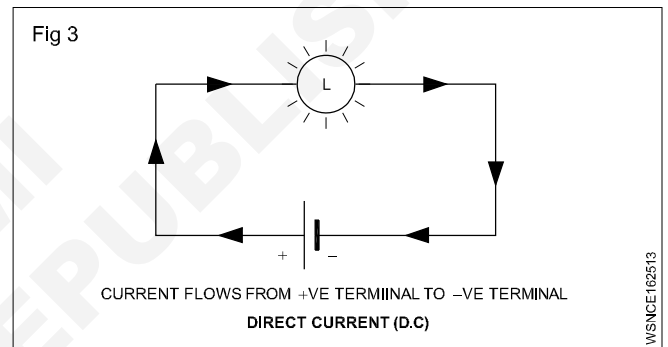 Fig 3
L
+ –
CURRENT FLOWS FROM +VE TERMIINAL TO –VE TERMINAL
DIRECT CURRENT (D.C)
WSNCE162513